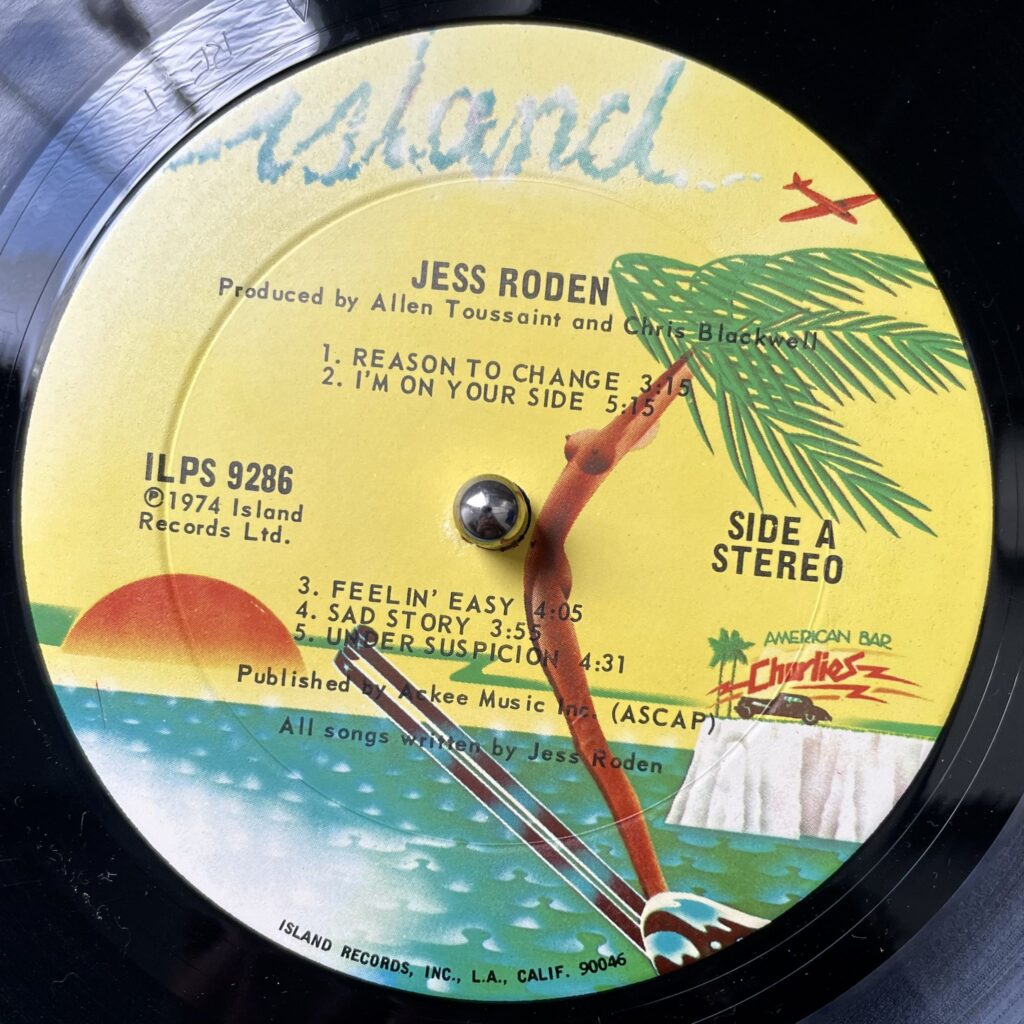 island
JESS RODEN
Produced by Allen Toussaint and Chris Blackwell
1. REASON TO CHANGE 3:15
2. I'M ON YOUR SIDE 5:15
ILPS 9286
℗1974 Island
Records Ltd.
SIDE A
STEREO
3. FEELIN' EASY 4:05
4. SAD STORY 3:55
5. UNDER SUSPICION 4:31
AMERICAN BAR
Charlies
Published by Ackee Music Inc. (ASCAP)
All songs written by Jess Roden
ISLAND RECORDS, INC., L.A., CALIF. 90046